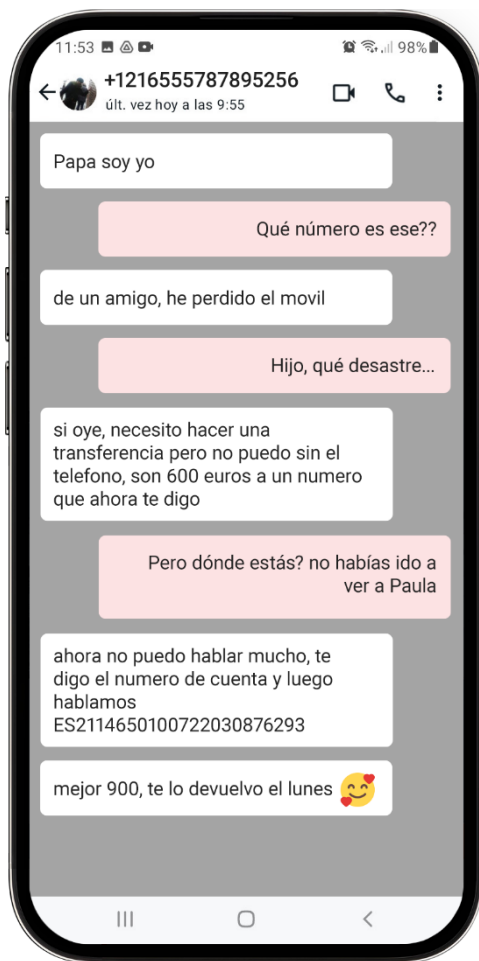 11:53 98%
+1216555787895256
últ. vez hoy a las 9:55
Papa soy yo
Qué número es ese??
de un amigo, he perdido el movil
Hijo, qué desastre...
si oye, necesito hacer una
transferencia pero no puedo sin el
telefono, son 600 euros a un numero
que ahora te digo
Pero dónde estás? no habías ido a
ver a Paula
ahora no puedo hablar mucho, te
digo el numero de cuenta y luego
hablamos
ES2114650100722030876293
mejor 900, te lo devuelvo el lunes